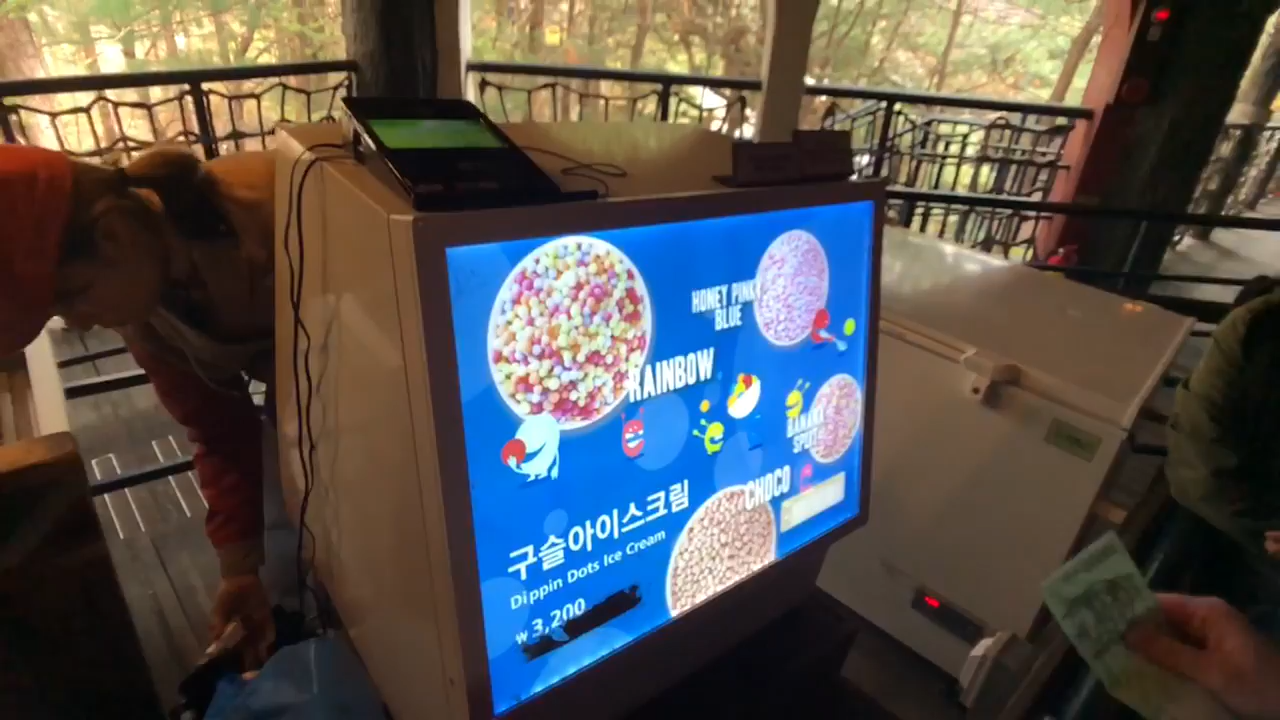 HONEY PINK
BLUE
RAINBOW
BANANA
SPLIT
CHOCO
구슬아이스크림
Dippin Dots Ice Cream
₩3,200